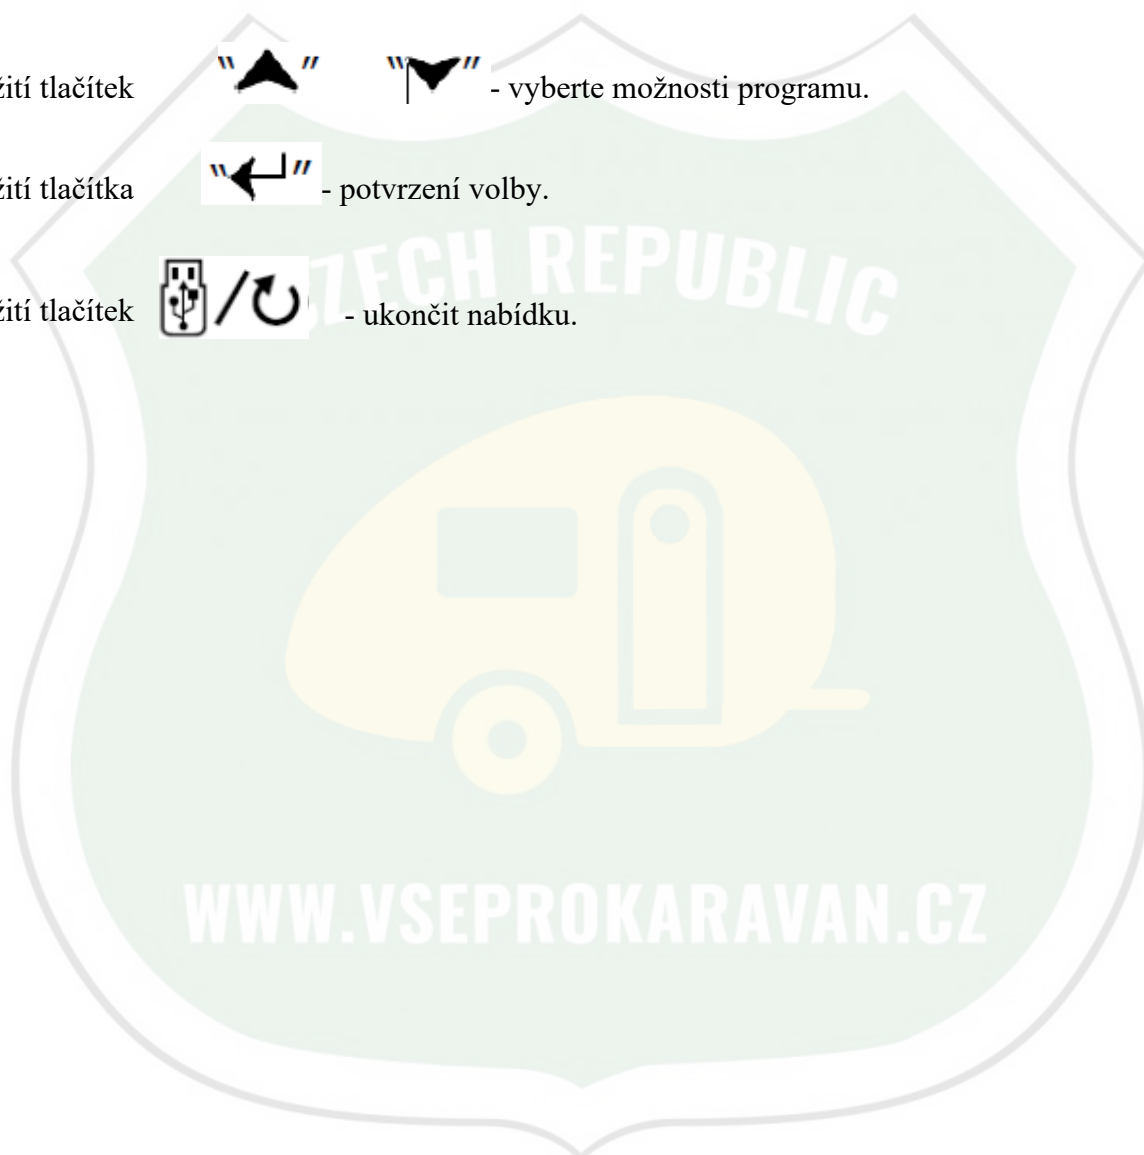 žití tlačítek "▲" "▼" - vyberte možnosti programu.
žití tlačítka "↵" - potvrzení volby.
žití tlačítek / ↻ - ukončit nabídku.
CZECH REPUBLIC
WWW.VSEPROKARAVAN.CZ